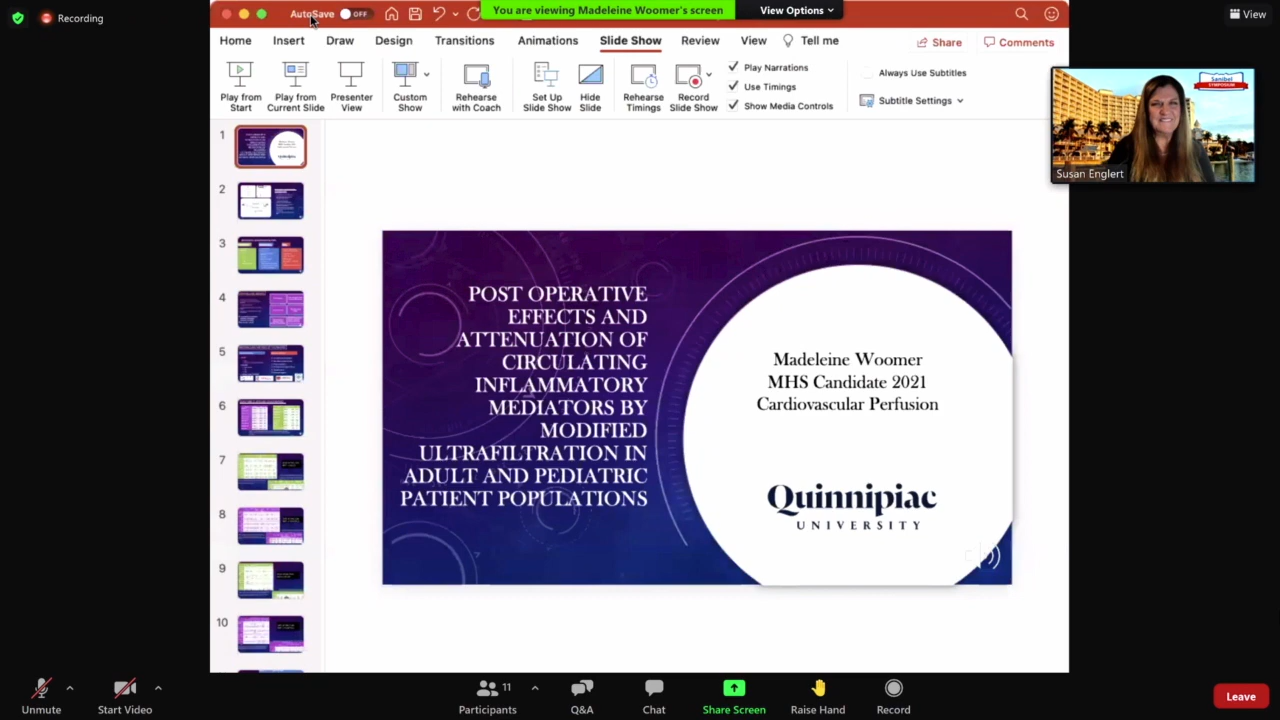 Recording
AutoSave OFF
You are viewing Madeleine Woomer's screen
View Options
View
Home Insert Draw Design Transitions Animations Slide Show Review View Tell me
Share Comments
Play from Start
Play from Current Slide
Presenter View
Custom Show
Rehearse with Coach
Set Up Slide Show
Hide Slide
Rehearse Timings
Record Slide Show
Play Narrations
Use Timings
Show Media Controls
Always Use Subtitles
Subtitle Settings
Sanibel
SYMPOSIUM
Susan Englert
1
2
3
4
5
6
7
8
9
10
POST OPERATIVE
EFFECTS AND
ATTENUATION OF
CIRCULATING
INFLAMMATORY
MEDIATORS BY
MODIFIED
ULTRAFILTRATION IN
ADULT AND PEDIATRIC
PATIENT POPULATIONS
Madeleine Woomer
MHS Candidate 2021
Cardiovascular Perfusion
Quinnipiac
UNIVERSITY
Unmute
Start Video
Participants 11
Q&A
Chat
Share Screen
Raise Hand
Record
Leave